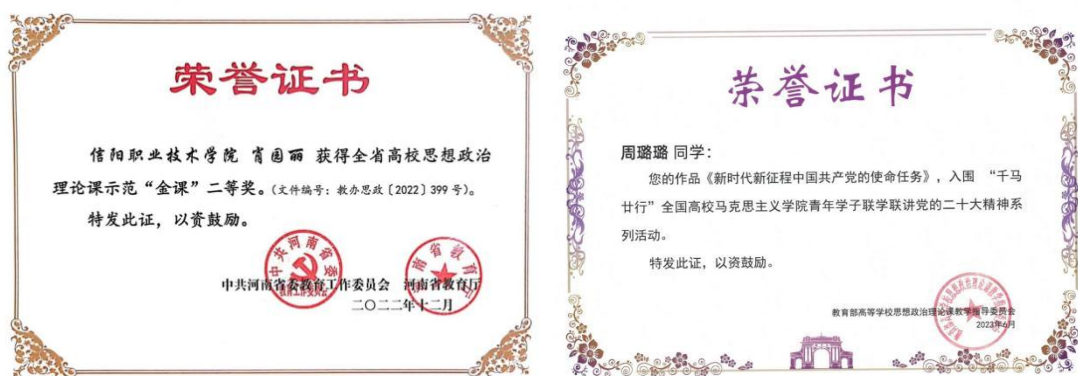 荣誉证书
信阳职业技术学院 肖园丽 获得全省高校思想政治
理论课示范“金课”二等奖。(文件编号:教办思政〔2022〕399号)。
特发此证,以资鼓励。
中共河南省委教育工作委员会 河南省教育厅
二〇二二年十二月
荣誉证书
周璐璐 同学:
您的作品《新时代新征程中国共产党的使命任务》,入围 “千马
廿行”全国高校马克思主义学院青年学子联学联讲党的二十大精神系
列活动。
特发此证,以资鼓励。
教育部高等学校思想政治理论课教学指导委员会
2023年6月